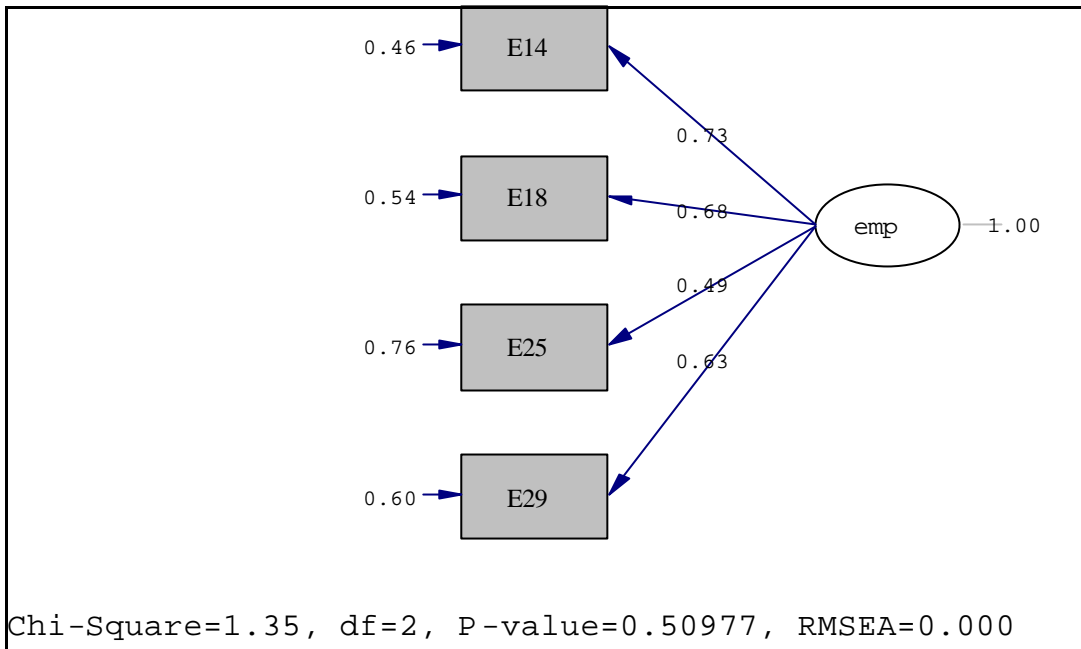 0.46
E14
0.73
0.54
E18
0.68
emp
1.00
0.49
0.76
E25
0.63
0.60
E29
Chi-Square=1.35, df=2, P-value=0.50977, RMSEA=0.000